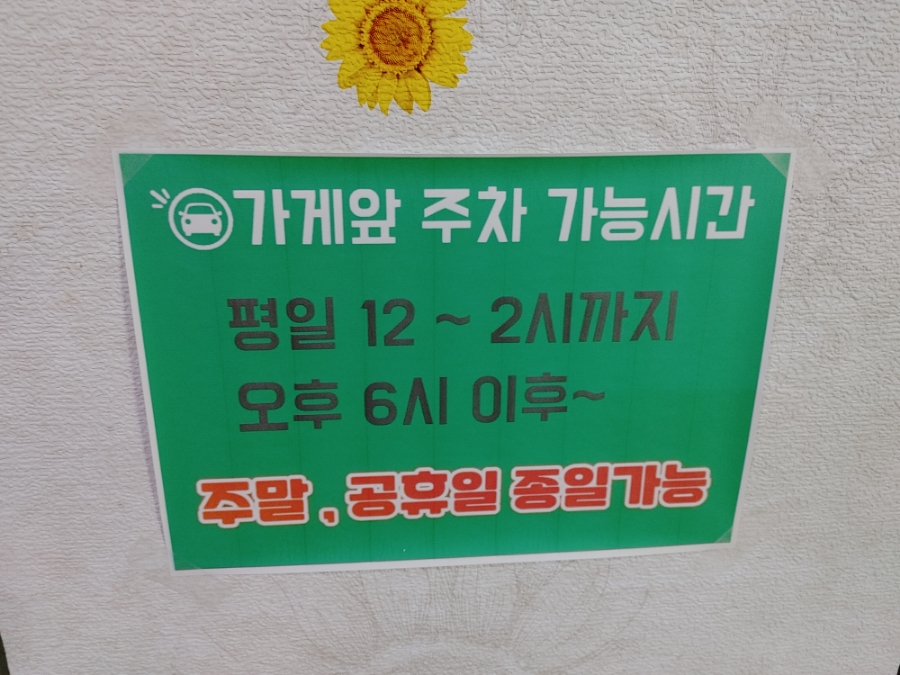 가게앞 주차 가능시간
평일 12 ~ 2시까지
오후 6시 이후~
주말, 공휴일 종일가능